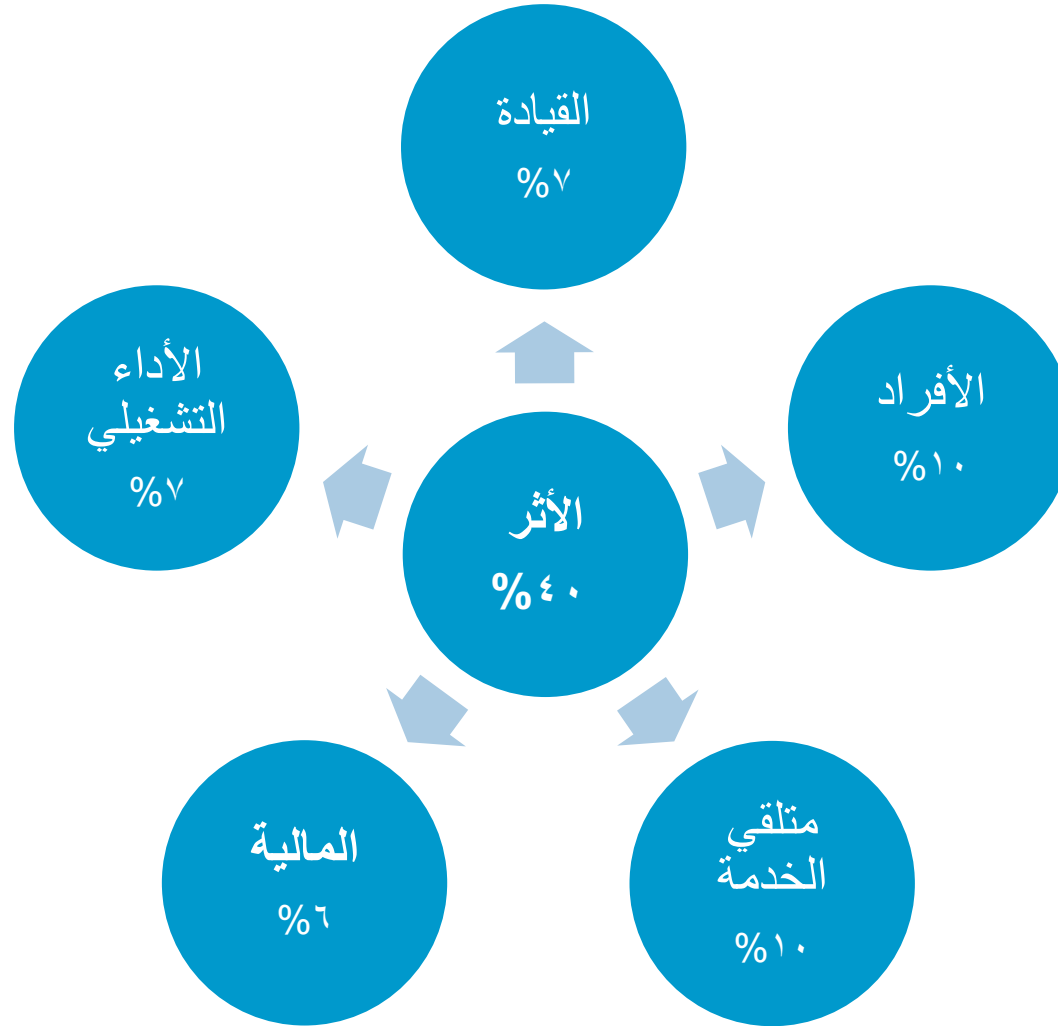 القيادة
%٧
الأفراد
%١٠
الأداء
التشغيلي
%٧
الأثر
%٤٠
متلقي
الخدمة
%١٠
المالية
%٦